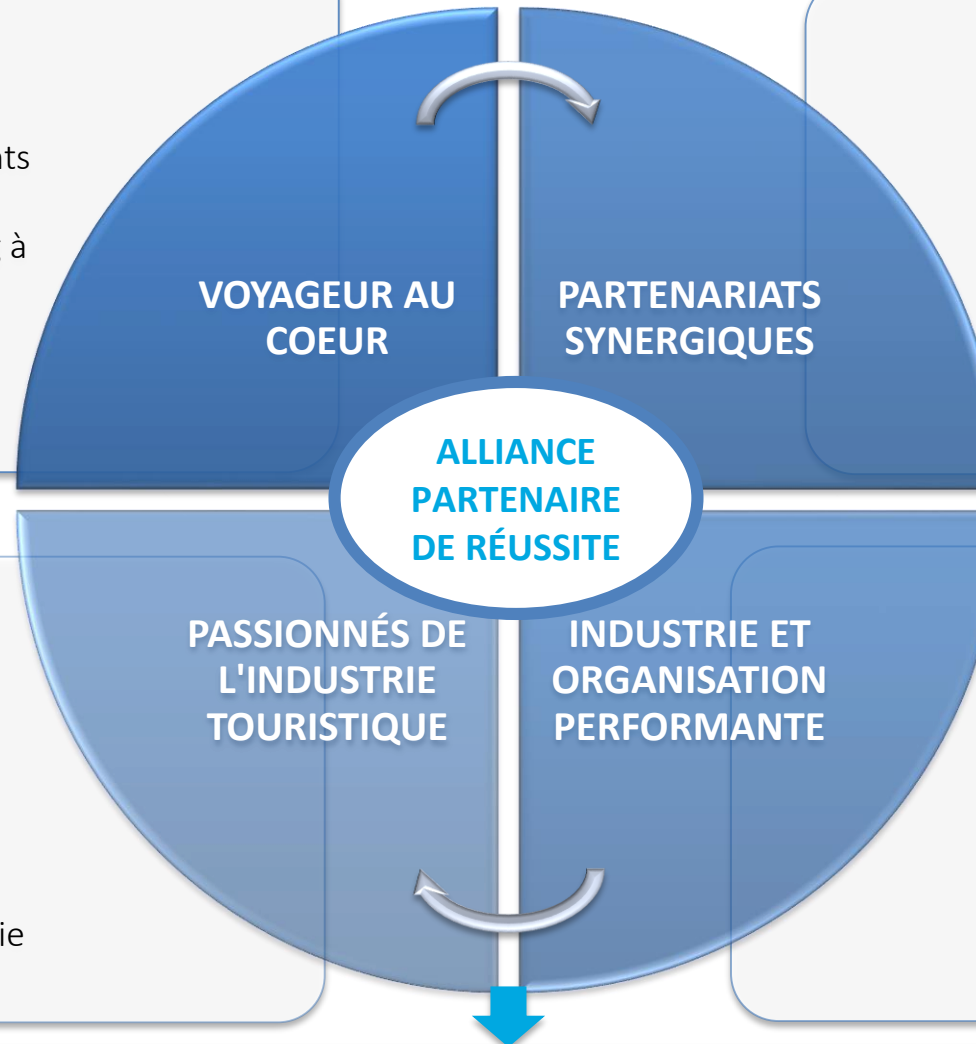 VOYAGEUR AU
COEUR
PARTENARIATS
SYNERGIQUES
ALLIANCE
PARTENAIRE
DE RÉUSSITE
PASSIONNÉS DE
L'INDUSTRIE
TOURISTIQUE
INDUSTRIE ET
ORGANISATION
PERFORMANTE
à